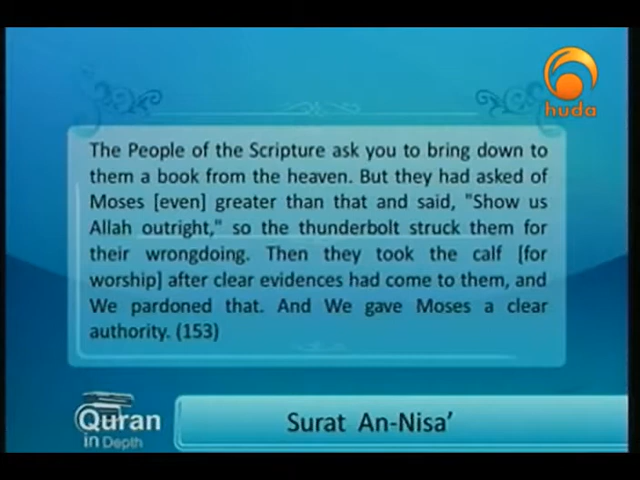 huda
The People of the Scripture ask you to bring down to
them a book from the heaven. But they had asked of
Moses [even] greater than that and said, "Show us
Allah outright," so the thunderbolt struck them for
their wrongdoing. Then they took the calf [for
worship] after clear evidences had come to them, and
We pardoned that. And We gave Moses a clear
authority. (153)
Quran
in Depth
Surat An-Nisa'